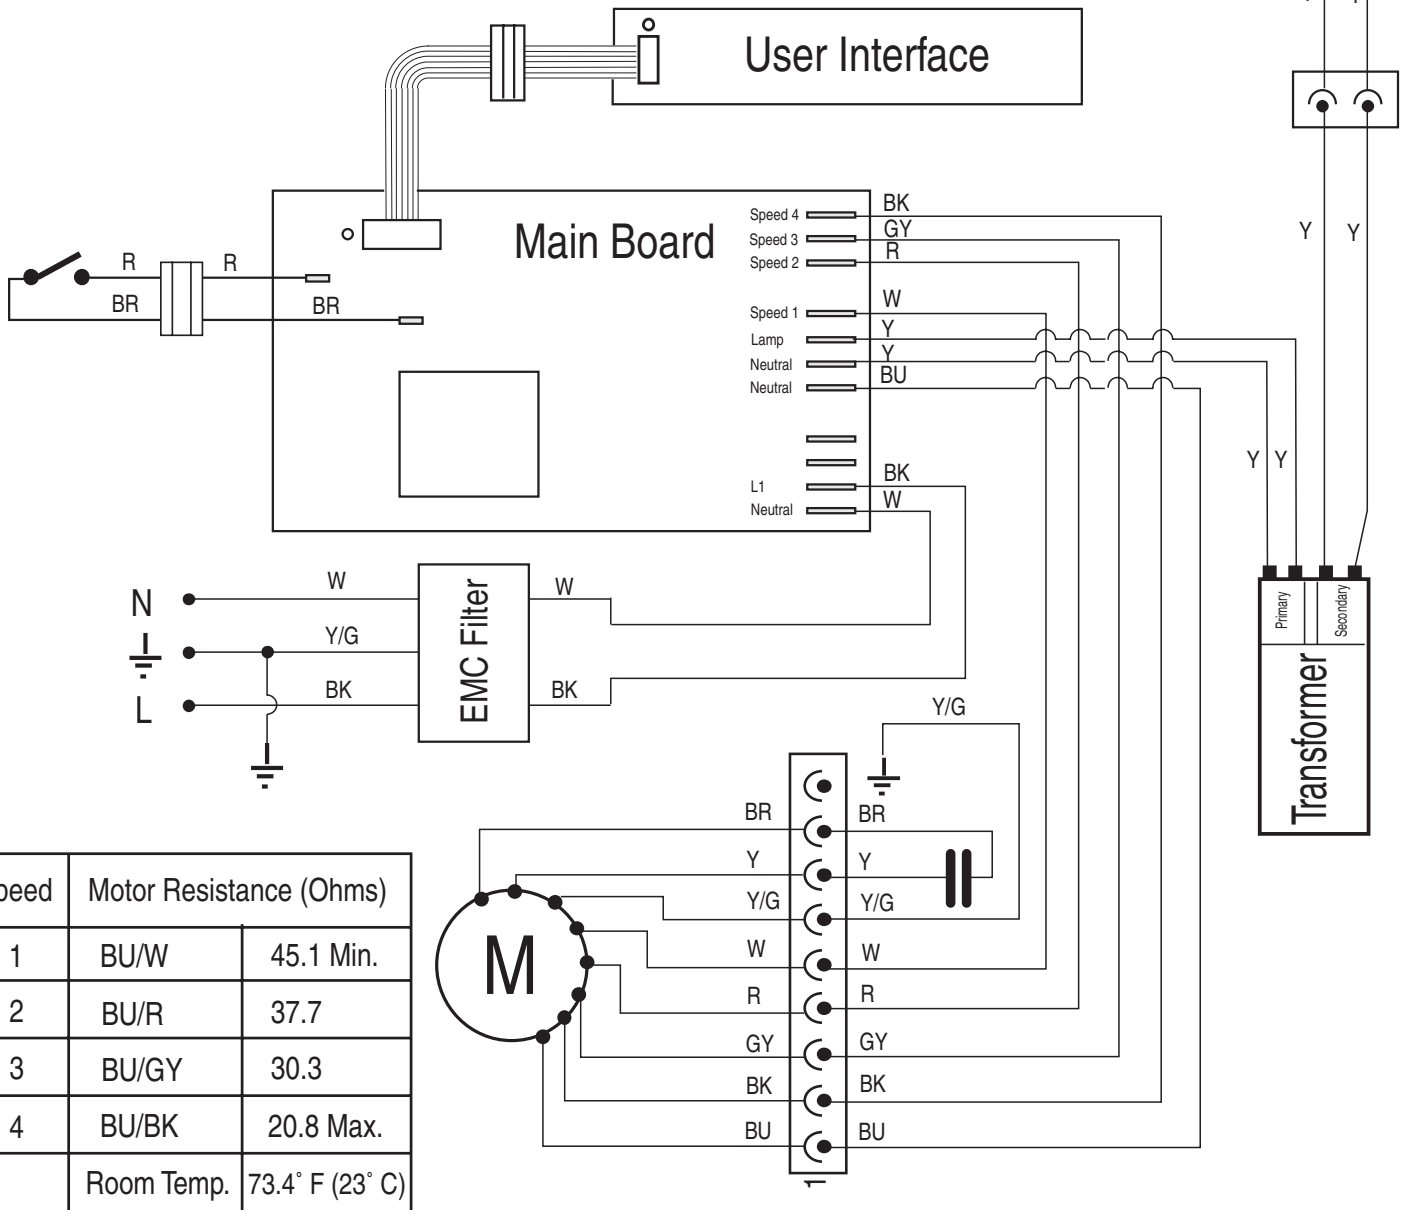 User Interface
Main Board
Speed 4 BK
Speed 3 GY
Speed 2 R
Speed 1 W
Lamp Y
Neutral Y
Neutral BU
L1 BK
Neutral W
R R
BR BR
Y Y
Y Y
Primary
Secondary
Transformer
N W W
Y/G
L BK BK
EMC Filter
Y/G
BR BR
Y Y
Y/G Y/G
W W
R R
GY GY
BK BK
BU BU
1
M
peed Motor Resistance (Ohms)
1 BU/W 45.1 Min.
2 BU/R 37.7
3 BU/GY 30.3
4 BU/BK 20.8 Max.
Room Temp. 73.4° F (23° C)